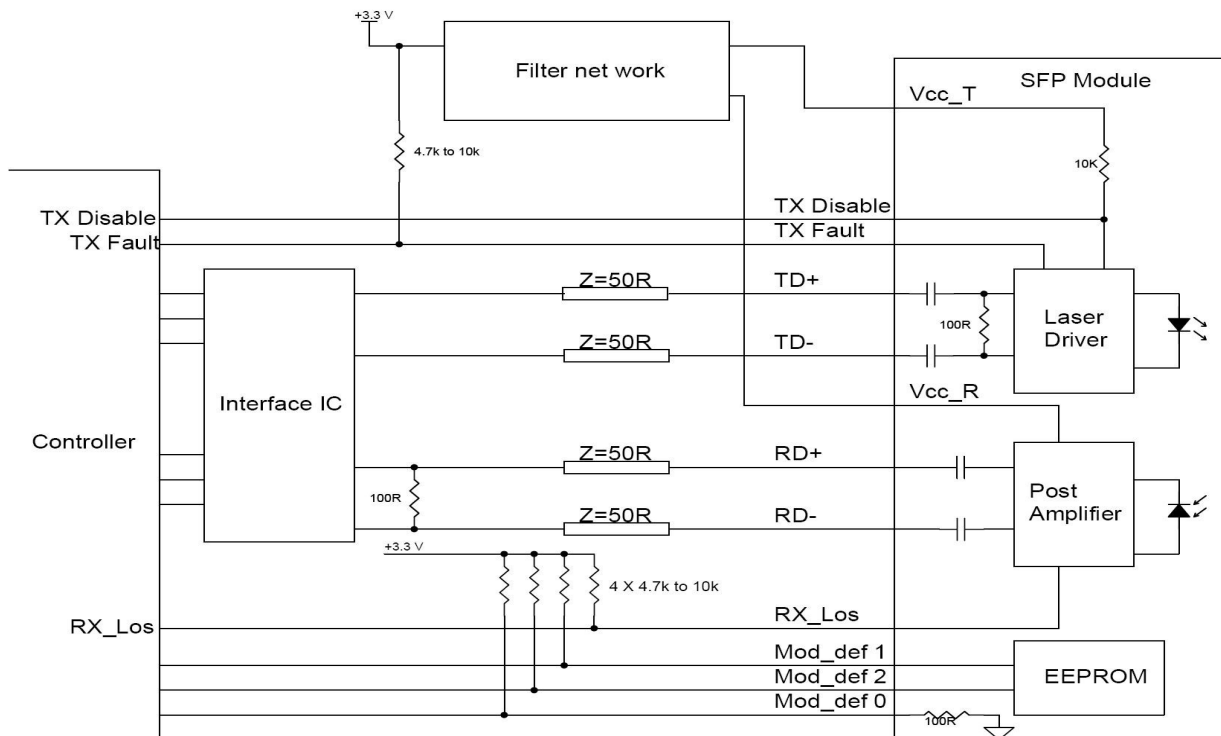 +3.3 V
Filter net work
SFP Module
Vcc_T
4.7k to 10k
10K
TX Disable
TX Disable
TX Fault
TX Fault
Z=50R
TD+
100R
Laser
Driver
Z=50R
TD-
Interface IC
Vcc_R
Controller
Z=50R
RD+
100R
Post
Amplifier
Z=50R
RD-
+3.3 V
4 X 4.7k to 10k
RX_Los
RX_Los
Mod_def 1
EEPROM
Mod_def 2
Mod_def 0
100R